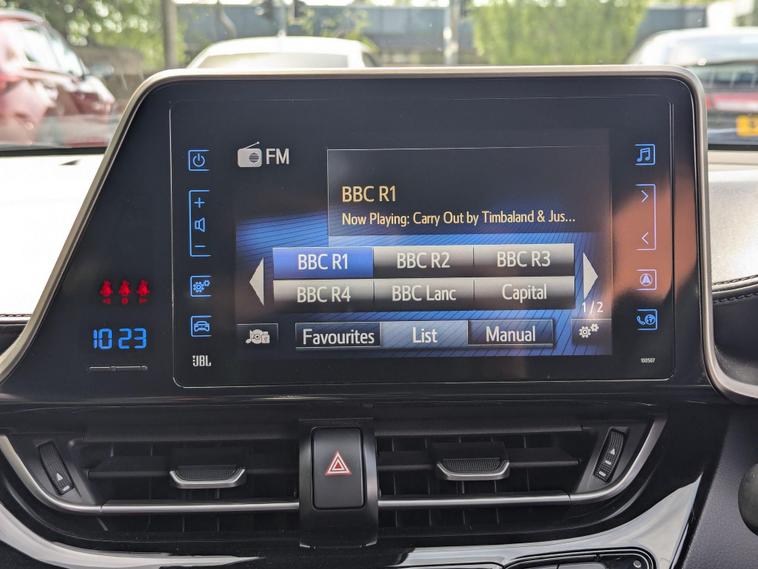 FM
BBC R1
Now Playing: Carry Out by Timbaland & Jus...
BBC R1 BBC R2 BBC R3
BBC R4 BBC Lanc Capital
1/2
Favourites List Manual
10:23
JBL
100507